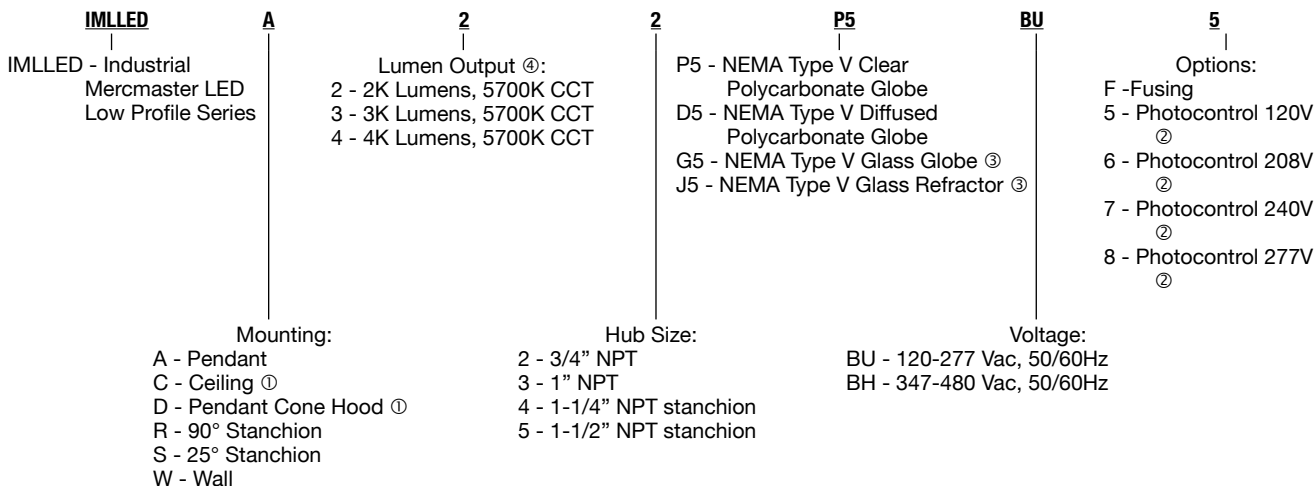 IMLLED A 2 2 P5 BU 5
IMLLED - Industrial
Mercmaster LED
Low Profile Series
Lumen Output ④:
2 - 2K Lumens, 5700K CCT
3 - 3K Lumens, 5700K CCT
4 - 4K Lumens, 5700K CCT
P5 - NEMA Type V Clear
Polycarbonate Globe
D5 - NEMA Type V Diffused
Polycarbonate Globe
G5 - NEMA Type V Glass Globe ③
J5 - NEMA Type V Glass Refractor ③
Options:
F -Fusing
5 - Photocontrol 120V
②
6 - Photocontrol 208V
②
7 - Photocontrol 240V
②
8 - Photocontrol 277V
②
Mounting:
A - Pendant
C - Ceiling ①
D - Pendant Cone Hood ①
R - 90° Stanchion
S - 25° Stanchion
W - Wall
Hub Size:
2 - 3/4” NPT
3 - 1” NPT
4 - 1-1/4” NPT stanchion
5 - 1-1/2” NPT stanchion
Voltage:
BU - 120-277 Vac, 50/60Hz
BH - 347-480 Vac, 50/60Hz